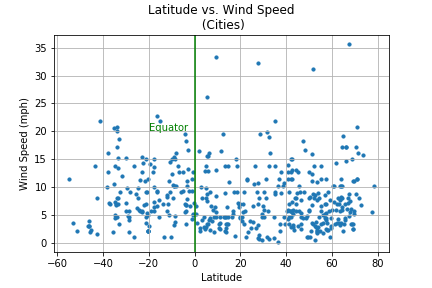 Latitude vs. Wind Speed
(Cities)
35
30
25
20
15
10
5
0
Wind Speed (mph)
Equator
−60 −40 −20 0 20 40 60 80
Latitude